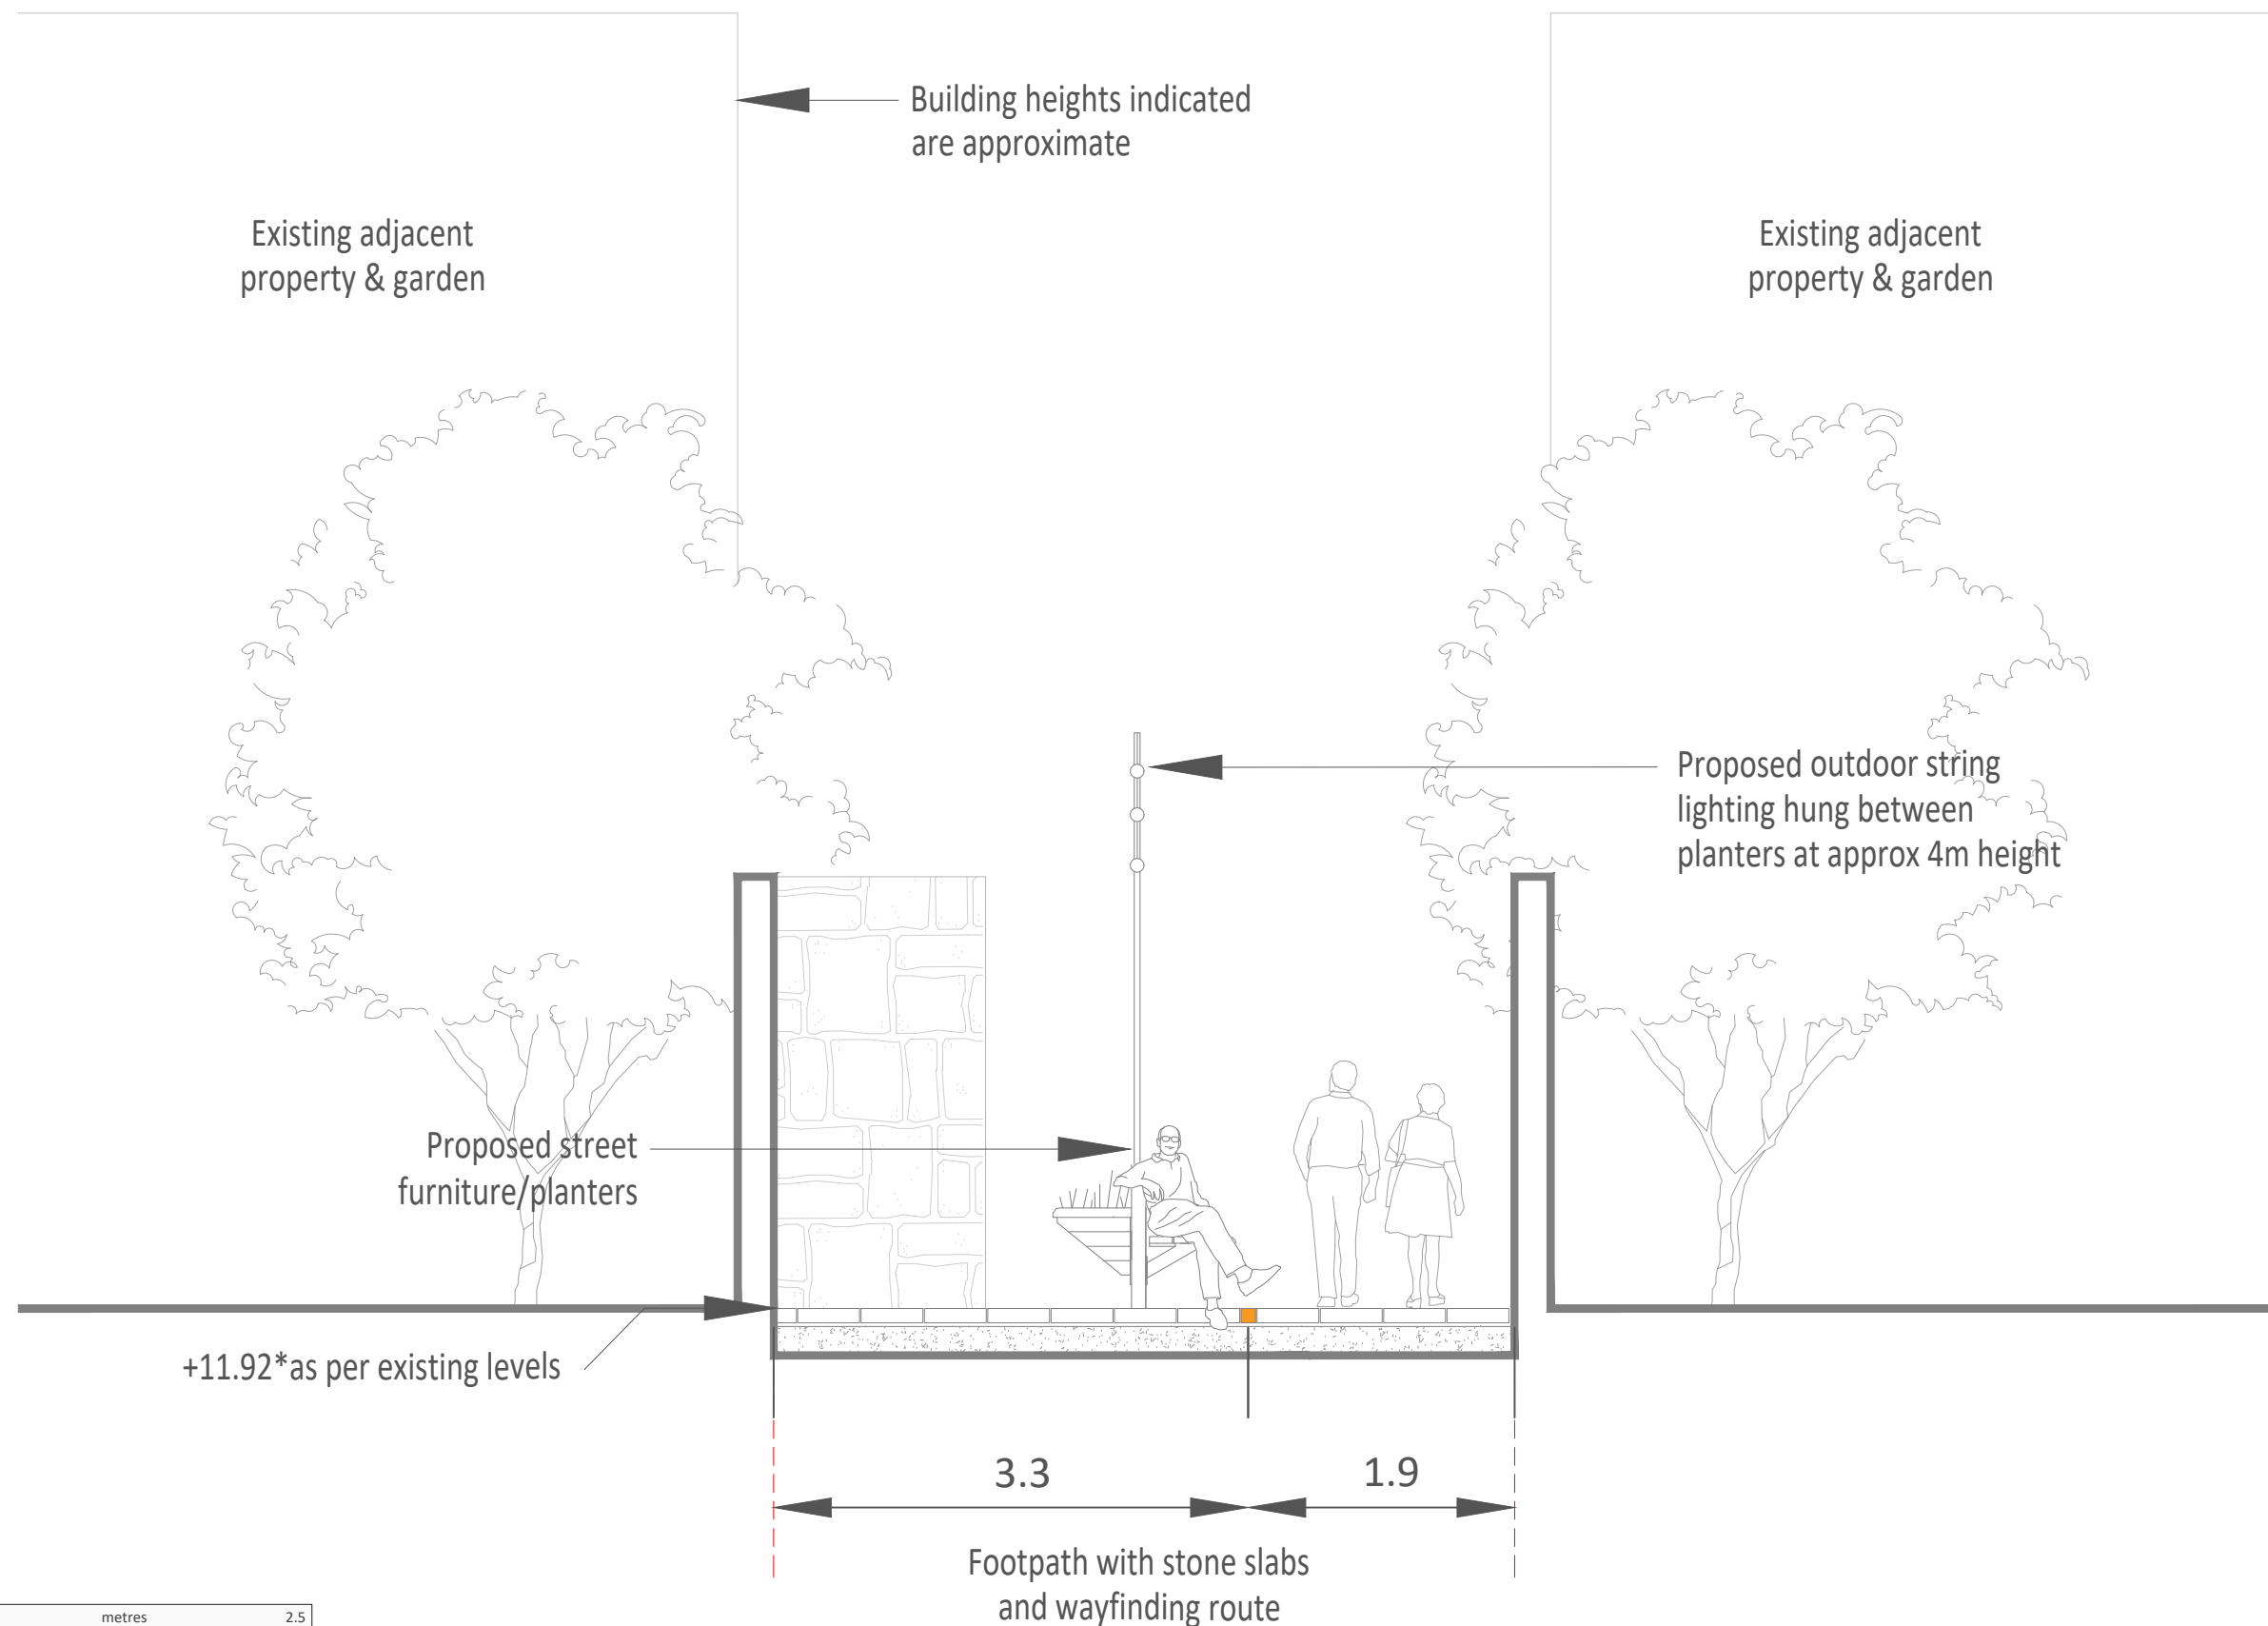 Building heights indicated
are approximate
Existing adjacent
property & garden
Existing adjacent
property & garden
Proposed outdoor string
lighting hung between
planters at approx 4m height
Proposed street
furniture/planters
+11.92*as per existing levels
3.3
1.9
Footpath with stone slabs
and wayfinding route
metres 2.5